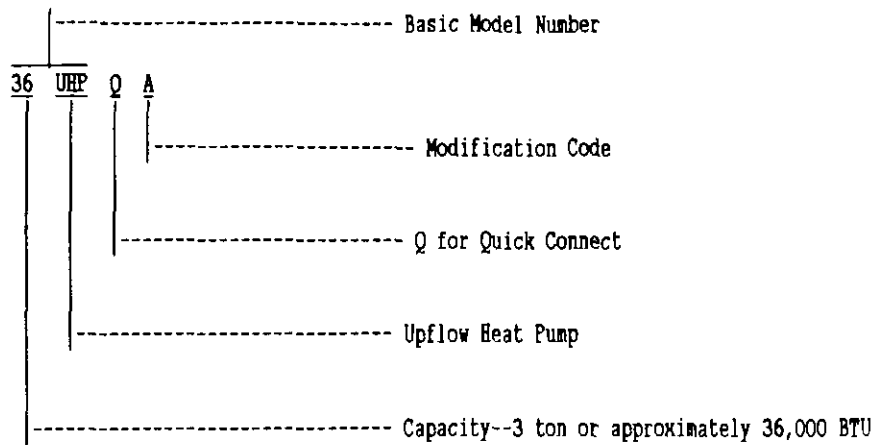 Basic Model Number
36 UHP Q A
Modification Code
Q for Quick Connect
Upflow Heat Pump
Capacity--3 ton or approximately 36,000 BTU